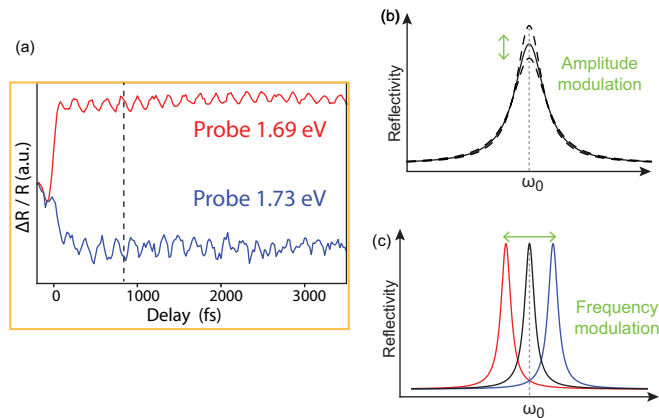 (a)
ΔR / R (a.u.)
Probe 1.69 eV
Probe 1.73 eV
0
1000
2000
3000
Delay (fs)
(b)
Reflectivity
Amplitude
modulation
ω₀
(c)
Reflectivity
Frequency
modulation
ω₀